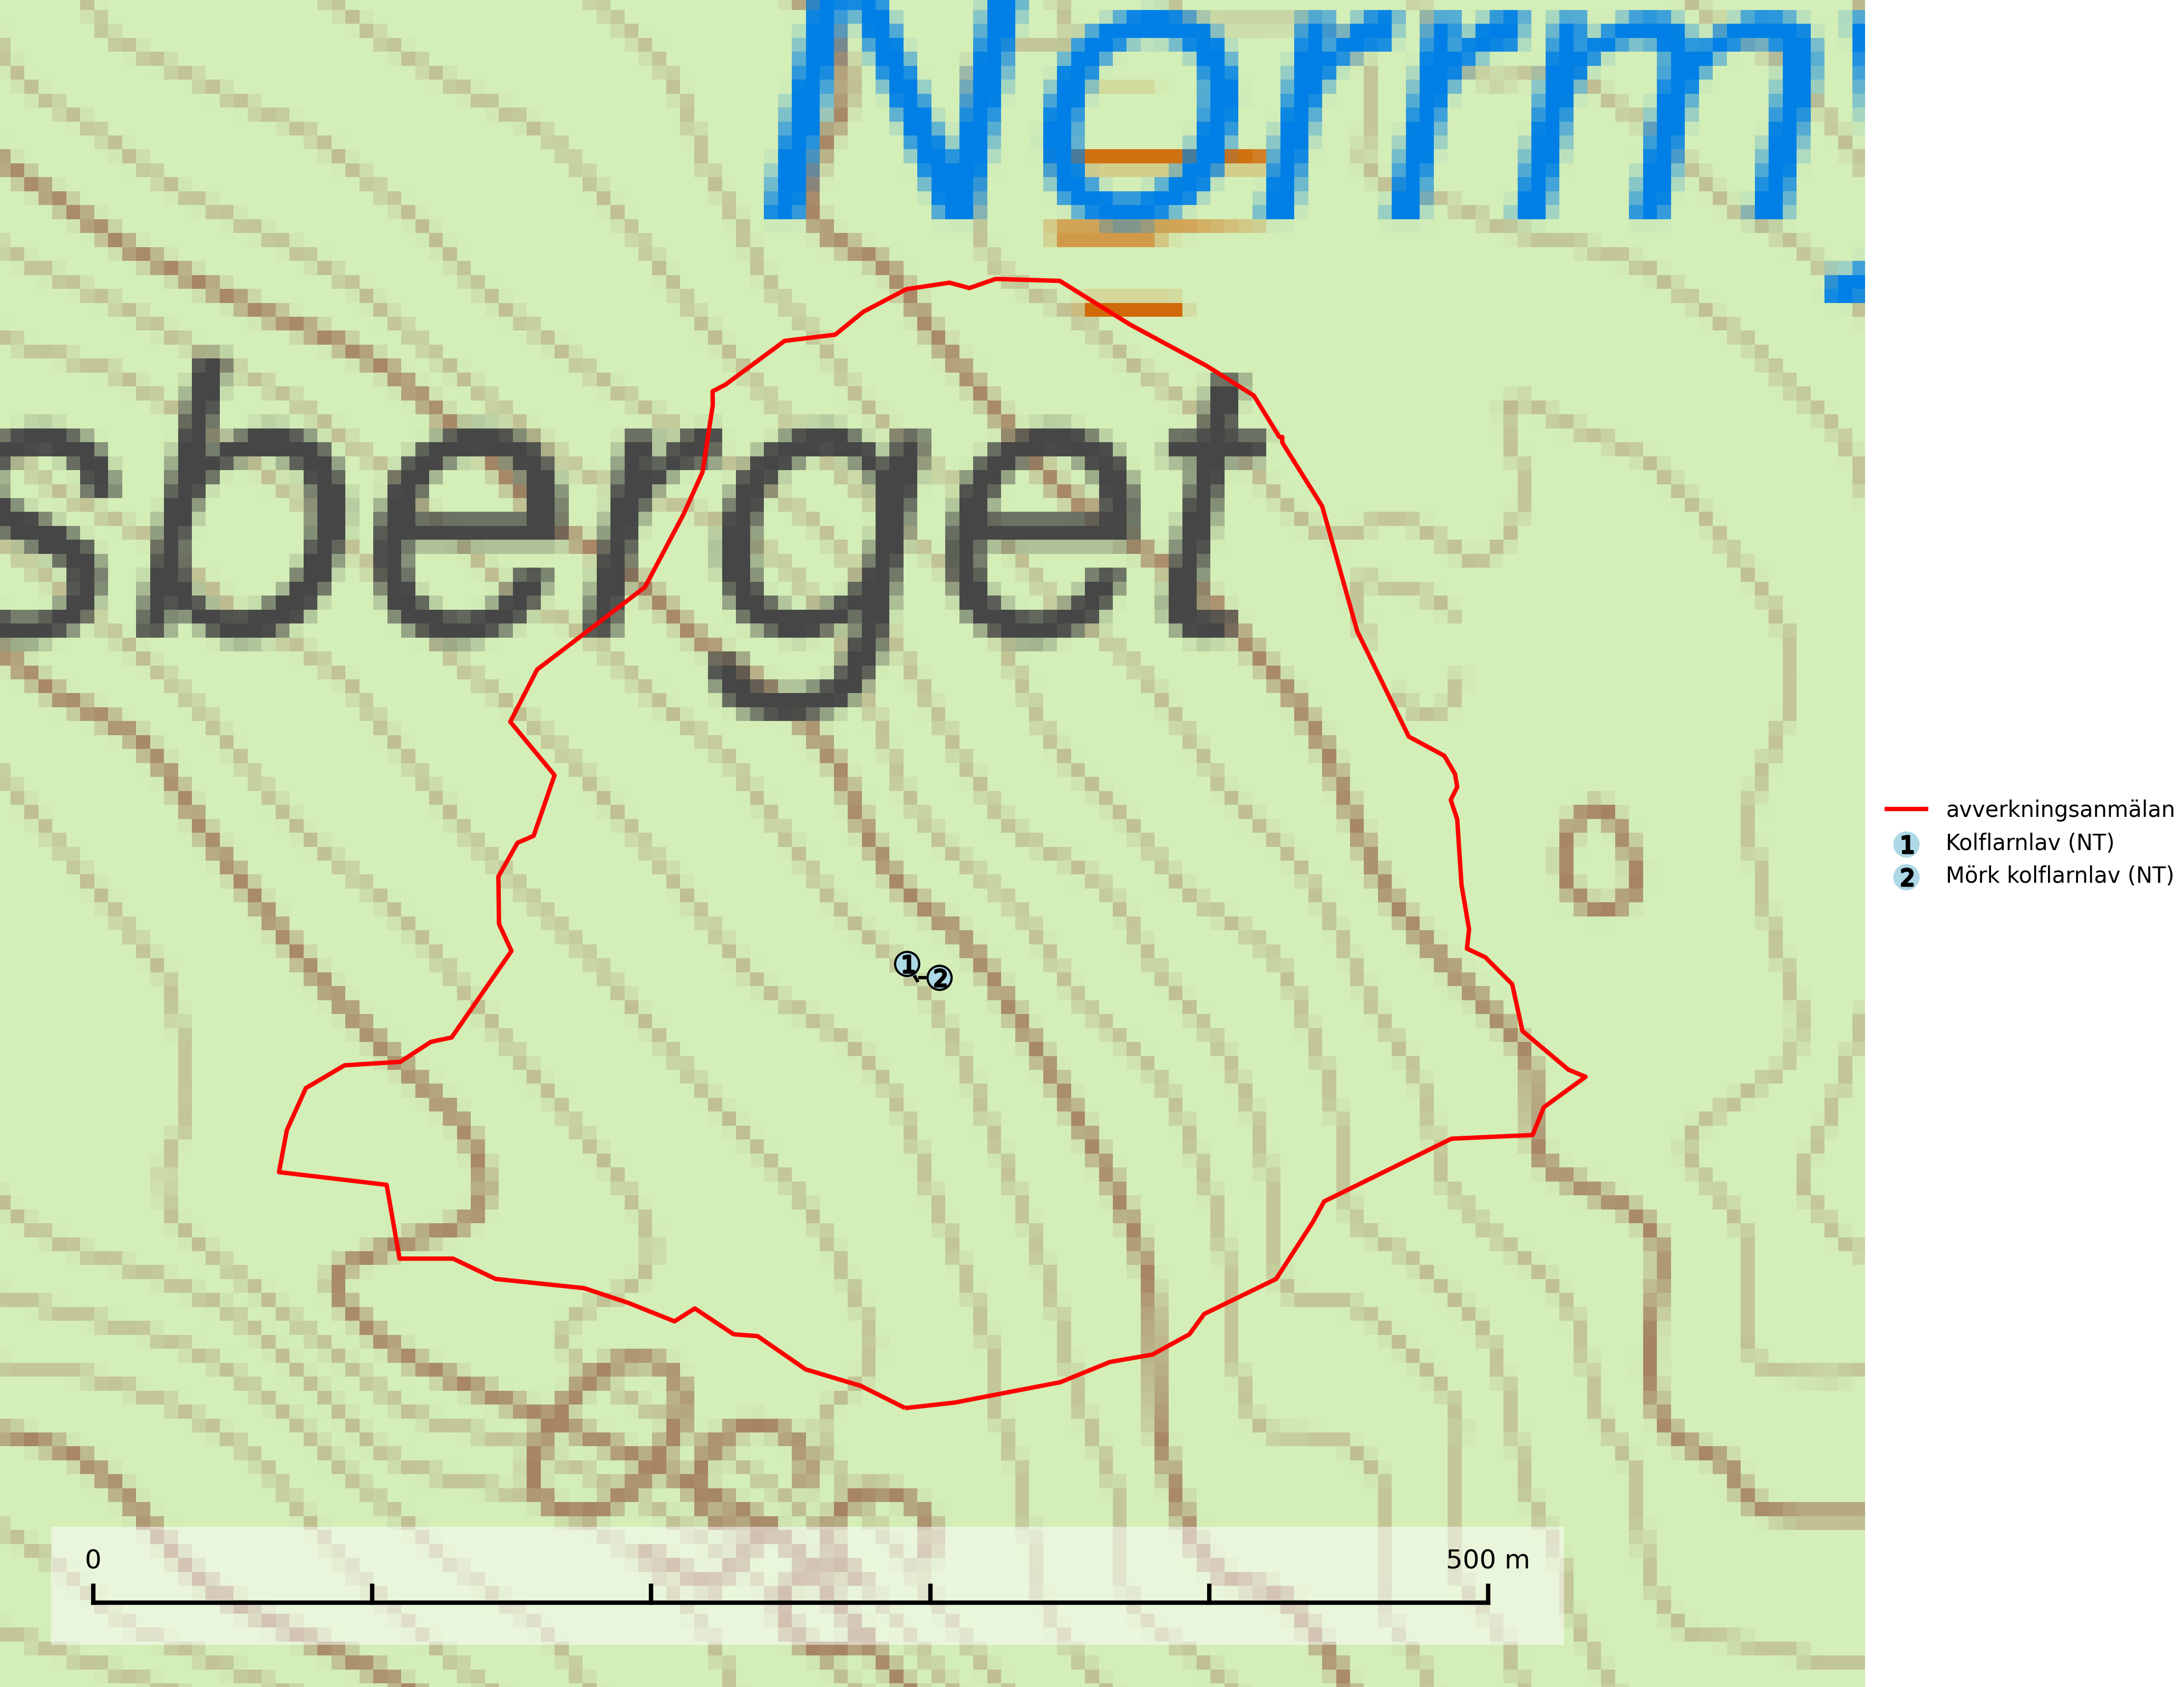 Norrm
sberget
avverkningsanmälan
1 Kolflarnlav (NT)
2 Mörk kolflarnlav (NT)
1 2
0 500 m